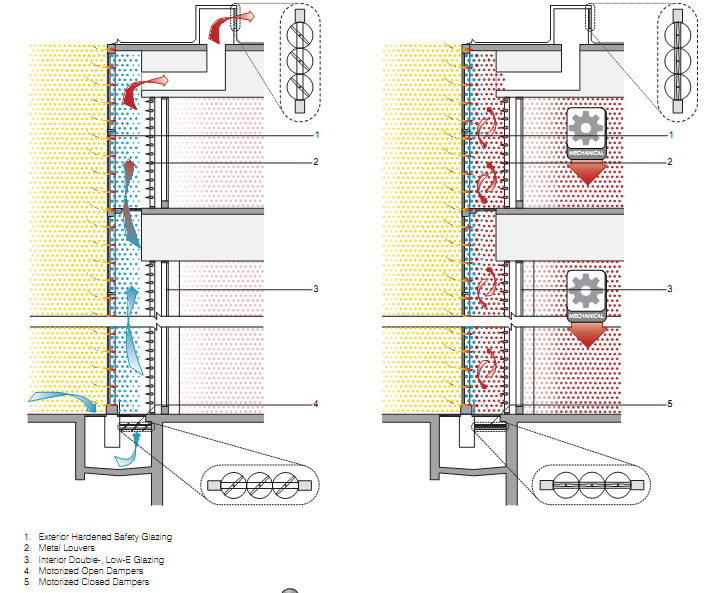 1
2
3
4
MECHANICAL
1
2
MECHANICAL
3
5
1. Exterior Hardened Safety Glazing
2. Metal Louvers
3. Interior Double-, Low-E Glazing
4. Motorized Open Dampers
5. Motorized Closed Dampers